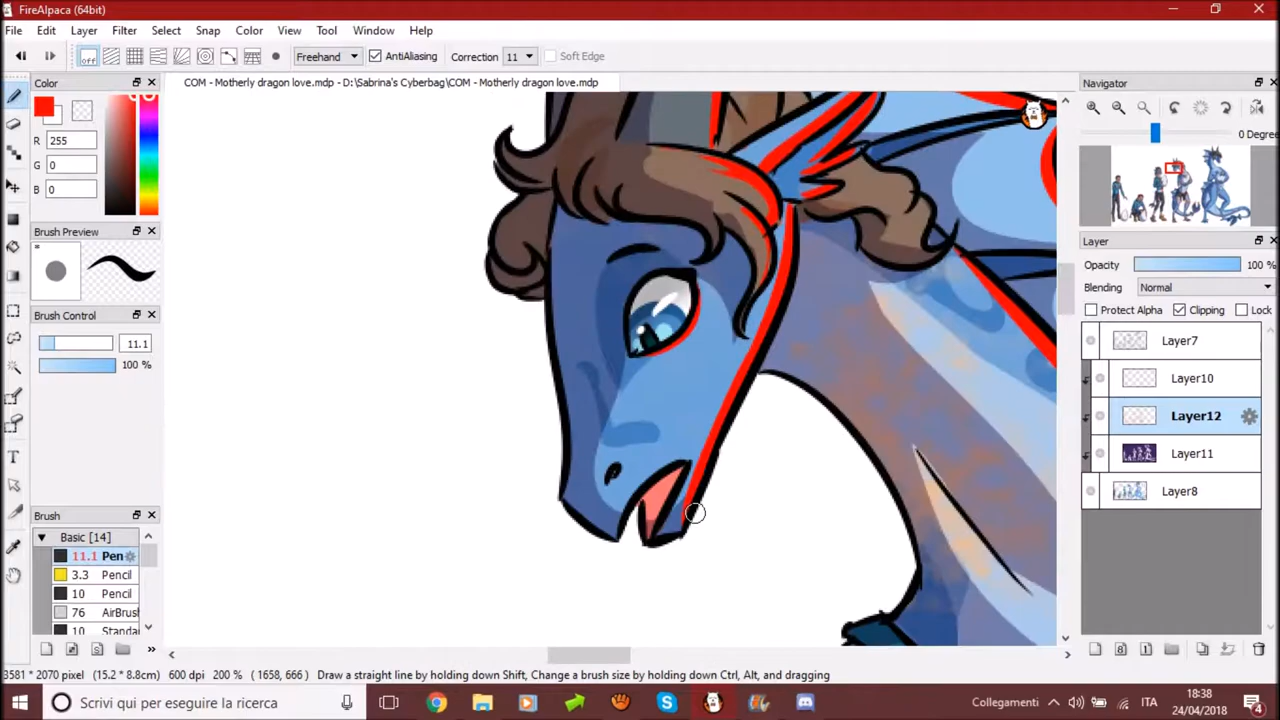 FireAlpaca (64bit)
File Edit Layer Filter Select Snap Color View Tool Window Help
off Freehand AntiAliasing Correction 11 Soft Edge
Color
COM - Motherly dragon love.mdp - D:\Sabrina's Cyberbag\COM - Motherly dragon love.mdp
Navigator
R 255
G 0
B 0
0 Degree
Brush Preview
*
Layer
Opacity 100 %
Blending Normal
Brush Control
Protect Alpha Clipping Lock
11.1
100 %
Layer7
Layer10
Layer12
Layer11
Layer8
Brush
Basic [14]
11.1 Pen
3.3 Pencil
10 Pencil
76 AirBrus
10 Standa
3581 * 2070 pixel (15.2 * 8.8cm) 600 dpi 200 % ( 1658, 666 ) Draw a straight line by holding down Shift, Change a brush size by holding down Ctrl, Alt, and dragging
Scrivi qui per eseguire la ricerca
Collegamenti
ITA
18:38
24/04/2018
4